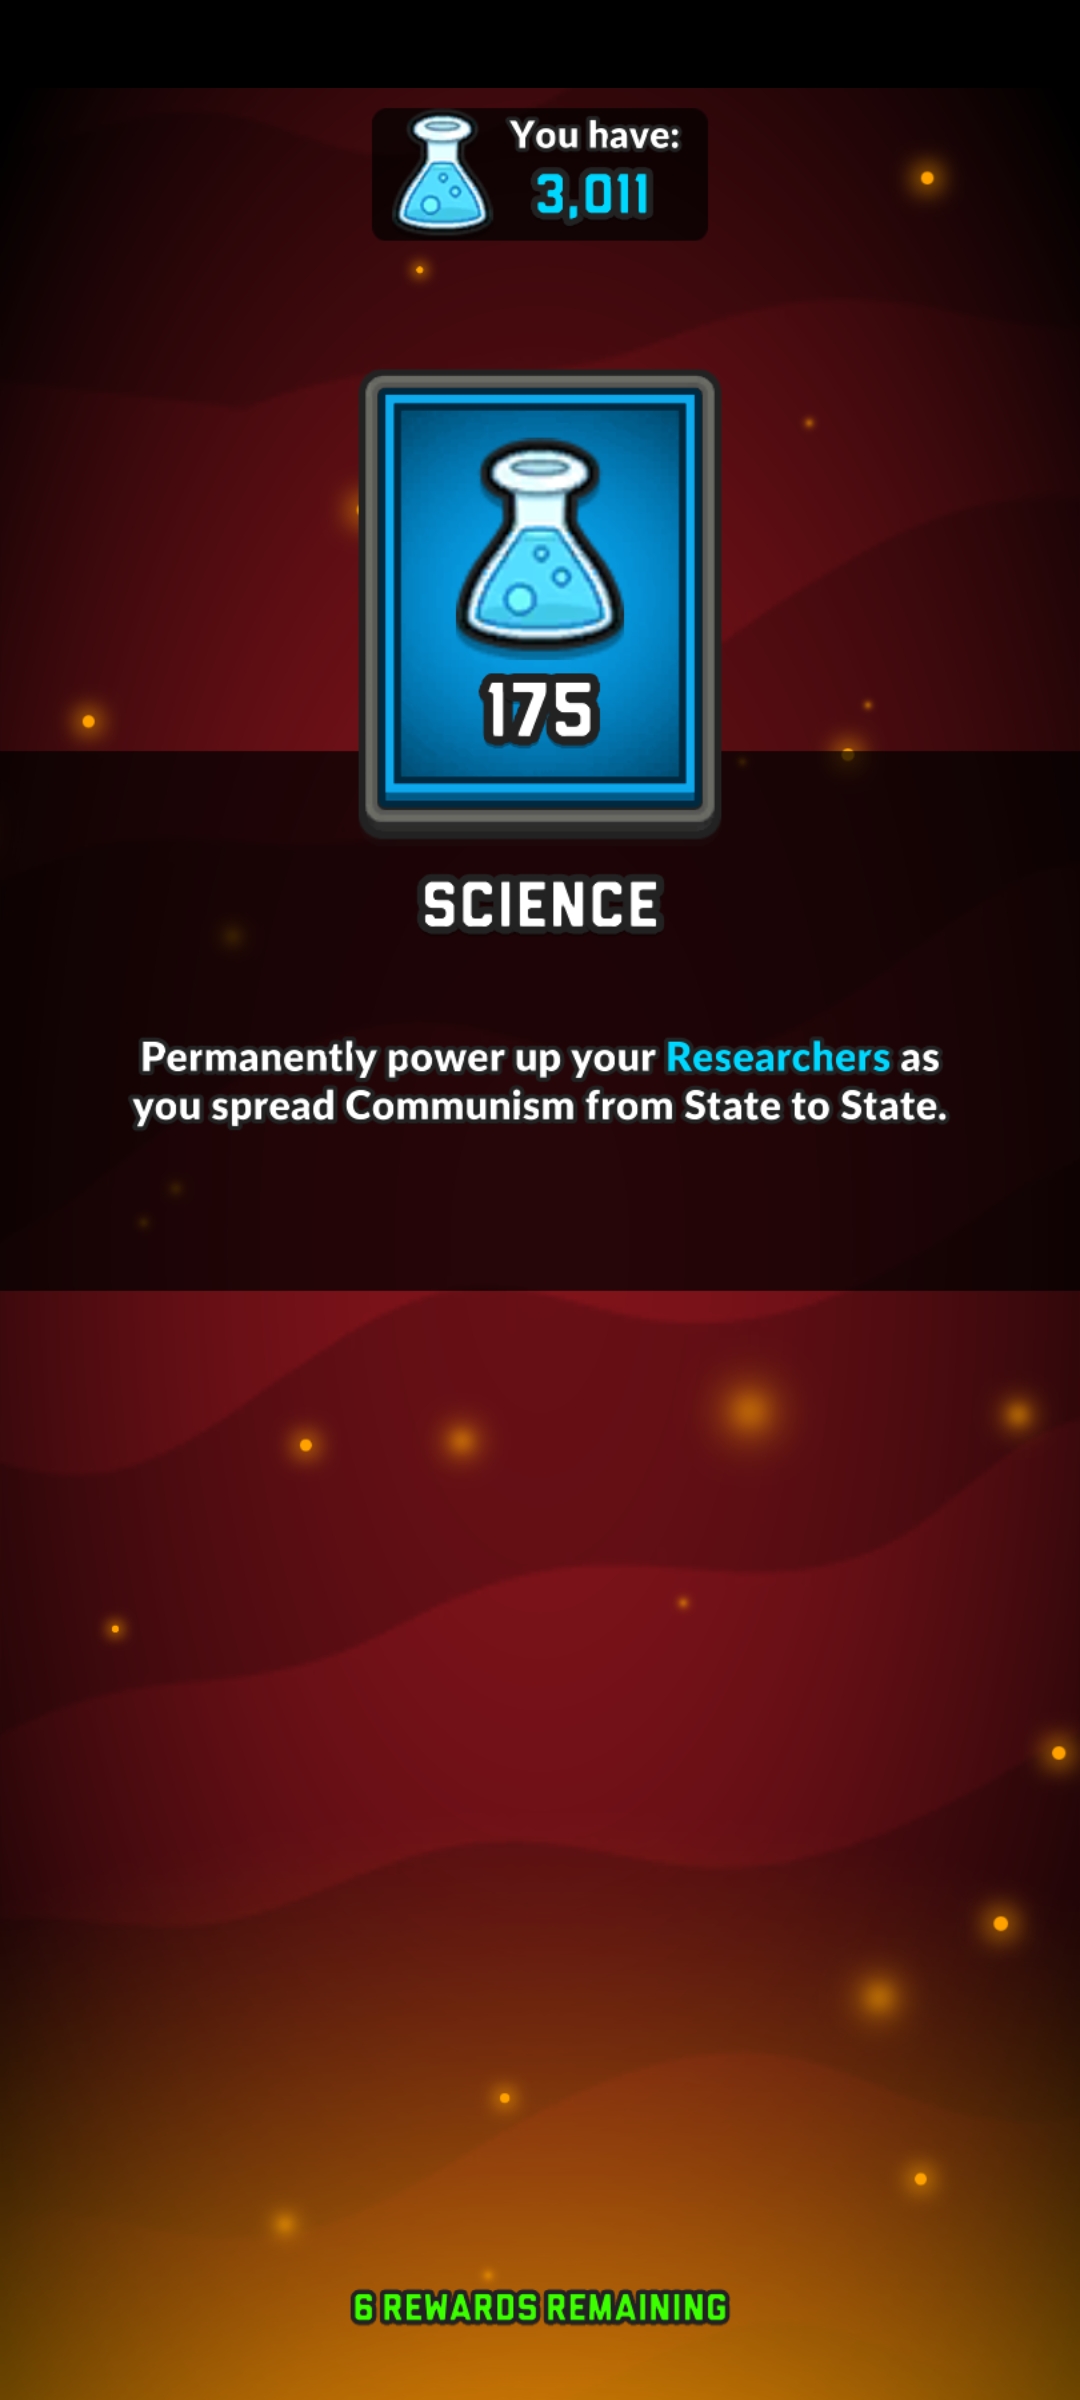 You have:
3,011
175
SCIENCE
Permanently power up your Researchers as
you spread Communism from State to State.
6 REWARDS REMAINING